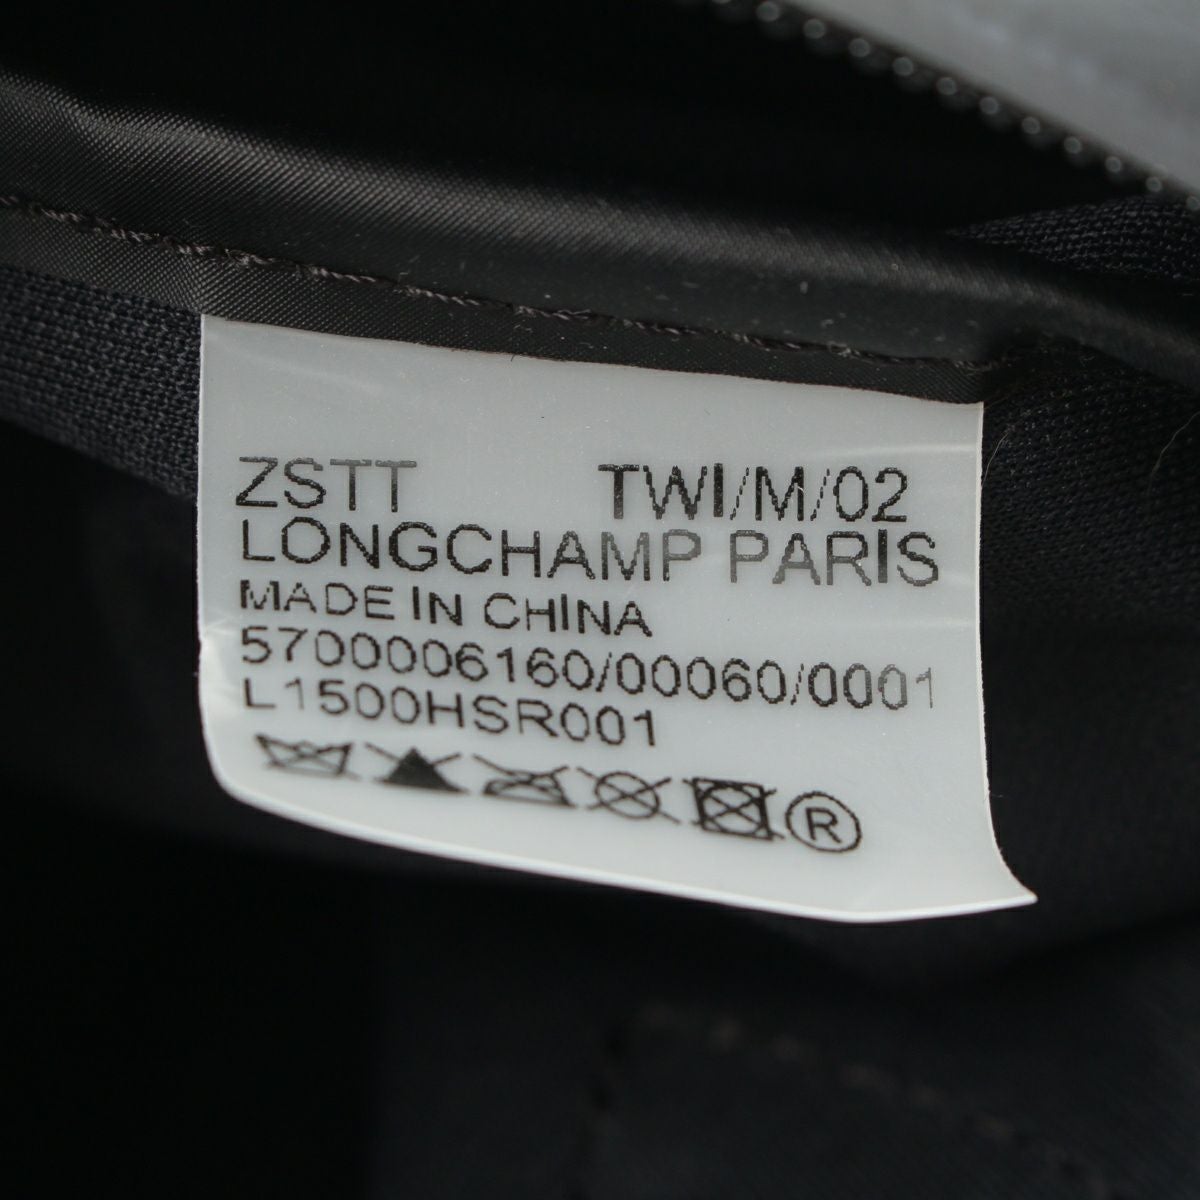 ZSTT TWI/M/02
LONGCHAMP PARIS
MADE IN CHINA
5700006160/00060/0001
L1500HSR001
®